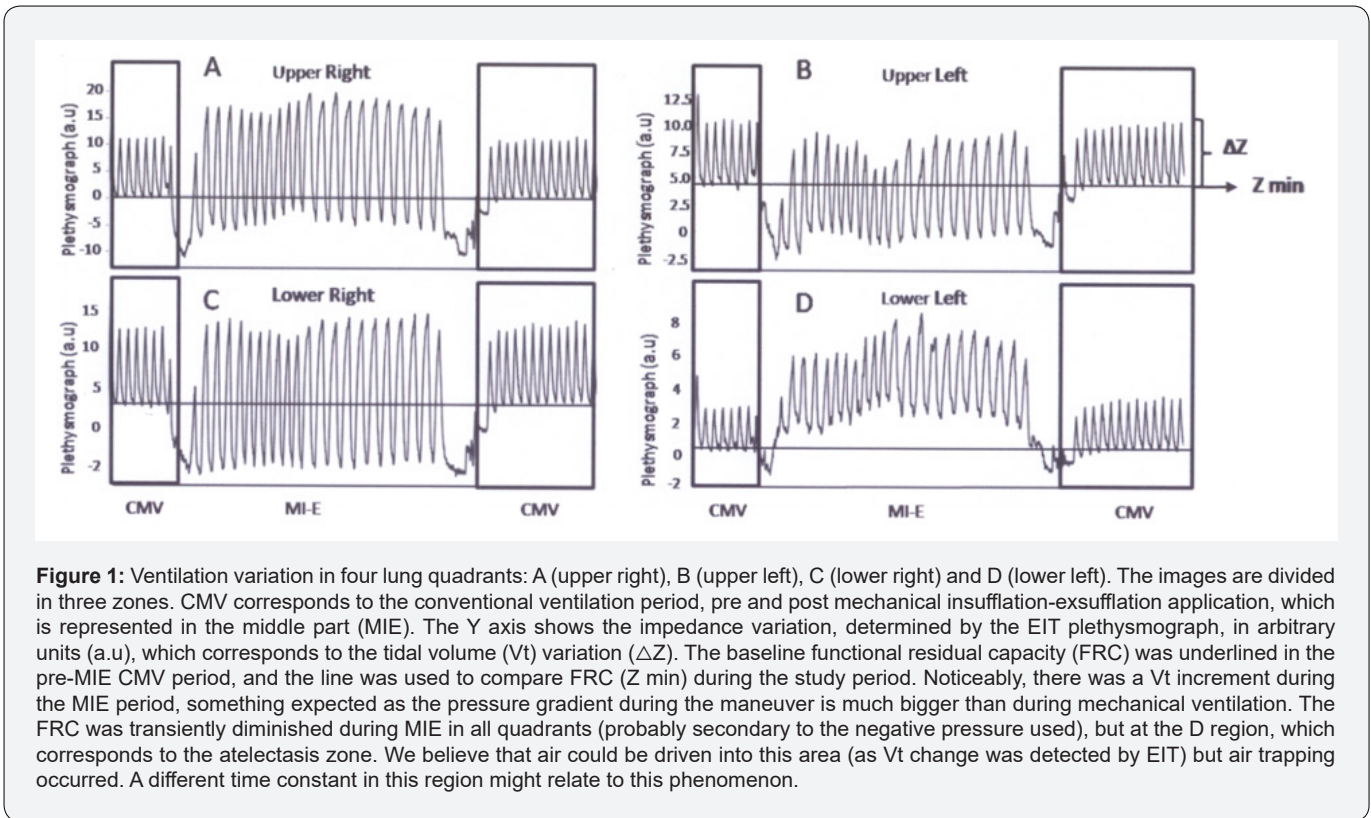 A
Upper Right
Plethysmograph (a.u)
20
15
10
5
0
-5
-10
B
Upper Left
Plethysmograph (a.u)
12.5
10.0
7.5
5.0
2.5
0
-2.5
ΔZ
Z min
C
Lower Right
Plethysmograph (a.u)
15
10
5
0
-2
CMV
MI-E
CMV
D
Lower Left
Plethysmograph (a.u)
8
6
4
2
0
-2
CMV
MI-E
CMV
Figure 1: Ventilation variation in four lung quadrants: A (upper right), B (upper left), C (lower right) and D (lower left). The images are divided
in three zones. CMV corresponds to the conventional ventilation period, pre and post mechanical insufflation-exsufflation application, which
is represented in the middle part (MIE). The Y axis shows the impedance variation, determined by the EIT plethysmograph, in arbitrary
units (a.u), which corresponds to the tidal volume (Vt) variation (△Z). The baseline functional residual capacity (FRC) was underlined in the
pre-MIE CMV period, and the line was used to compare FRC (Z min) during the study period. Noticeably, there was a Vt increment during
the MIE period, something expected as the pressure gradient during the maneuver is much bigger than during mechanical ventilation. The
FRC was transiently diminished during MIE in all quadrants (probably secondary to the negative pressure used), but at the D region, which
corresponds to the atelectasis zone. We believe that air could be driven into this area (as Vt change was detected by EIT) but air trapping
occurred. A different time constant in this region might relate to this phenomenon.